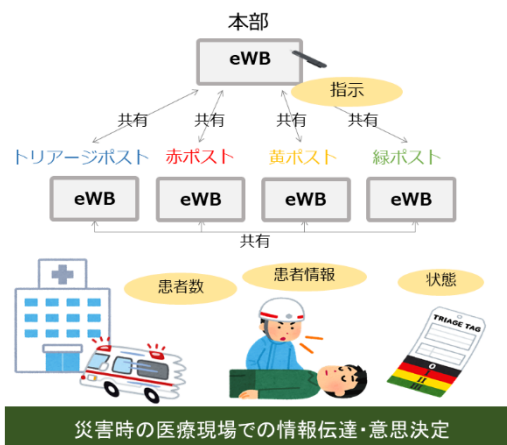 本部
eWB
指示
共有
共有
共有
共有
トリアージポスト
赤ポスト
黄ポスト
緑ポスト
eWB
eWB
eWB
eWB
共有
患者数
患者情報
状態
TRIAGE TAG
0
I
II
III
災害時の医療現場での情報伝達・意思決定